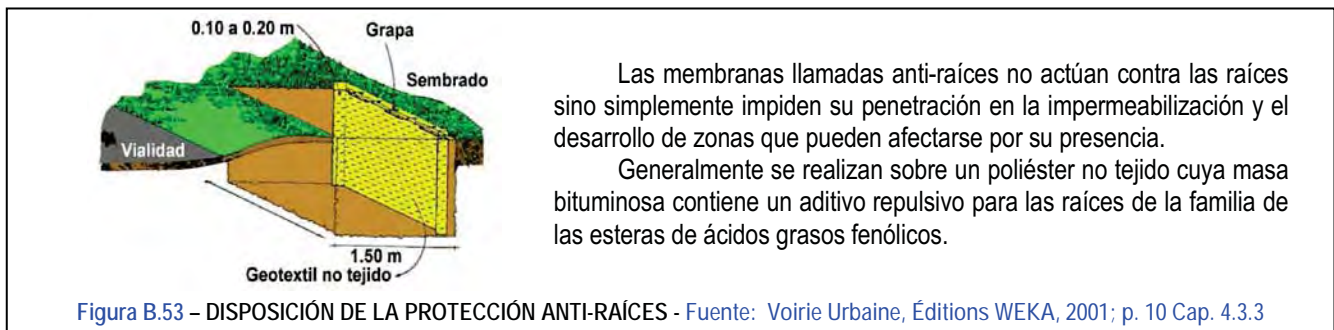 0.10 a 0.20 m
Grapa
Sembrado
Vialidad
1.50 m
Geotextil no tejido
Las membranas llamadas anti-raíces no actúan contra las raíces
sino simplemente impiden su penetración en la impermeabilización y el
desarrollo de zonas que pueden afectarse por su presencia.
Generalmente se realizan sobre un poliéster no tejido cuya masa
bituminosa contiene un aditivo repulsivo para las raíces de la familia de
las esteras de ácidos grasos fenólicos.
Figura B.53 – DISPOSICIÓN DE LA PROTECCIÓN ANTI-RAÍCES - Fuente: Voirie Urbaine, Éditions WEKA, 2001; p. 10 Cap. 4.3.3